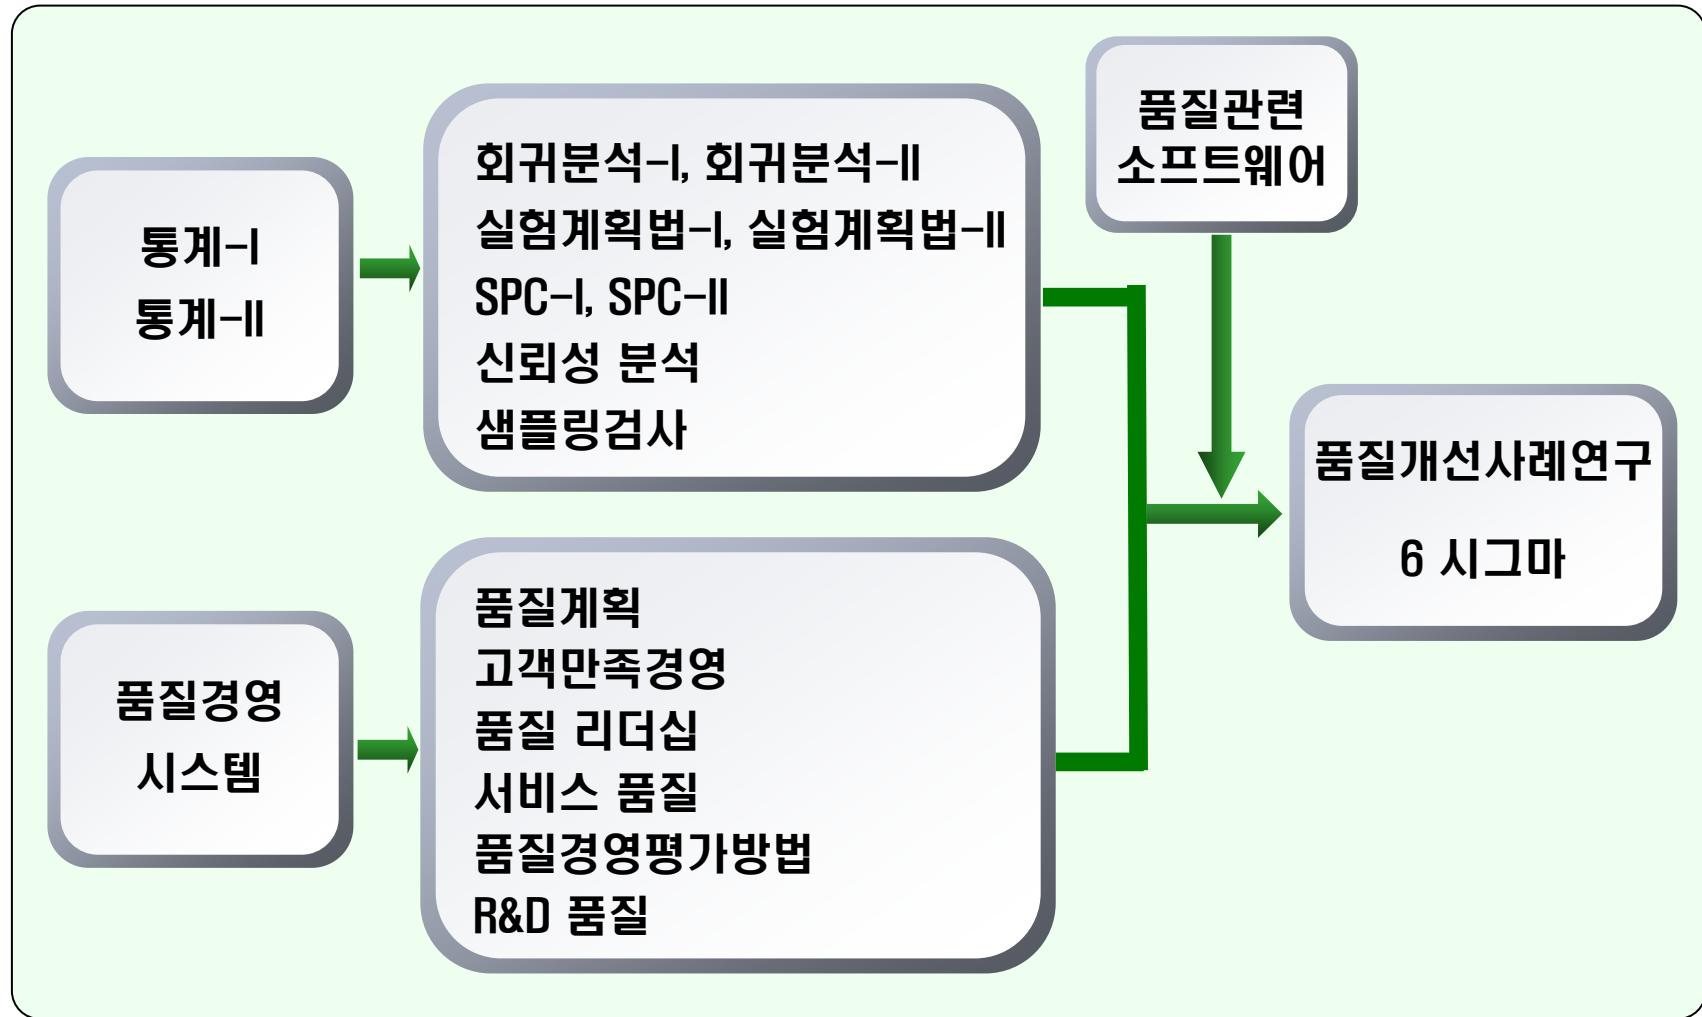 통계-I
통계-II
회귀분석-I, 회귀분석-II
실험계획법-I, 실험계획법-II
SPC-I, SPC-II
신뢰성 분석
샘플링검사
품질관련
소프트웨어
품질경영
시스템
품질계획
고객만족경영
품질 리더십
서비스 품질
품질경영평가방법
R&D 품질
품질개선사례연구
6 시그마